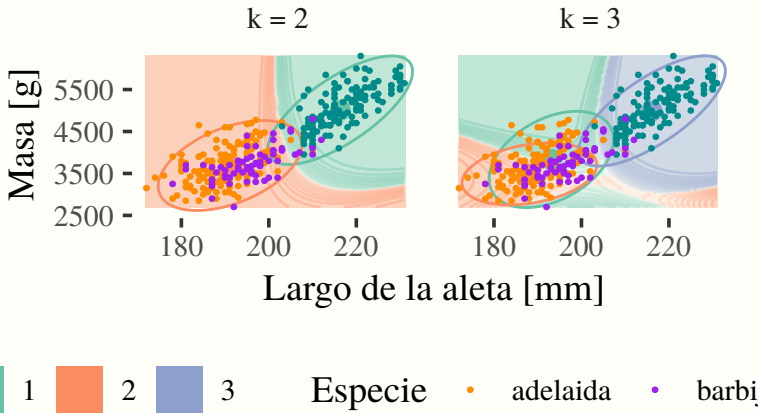 k = 2
k = 3
Masa [g]
5500
4500
3500
2500
180 200 220
180 200 220
Largo de la aleta [mm]
1 2 3 Especie adelaida